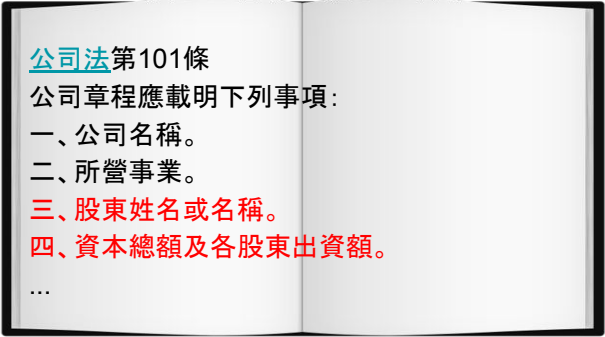 公司法第101條
公司章程應載明下列事項：
一、公司名稱。
二、所營事業。
三、股東姓名或名稱。
四、資本總額及各股東出資額。
...